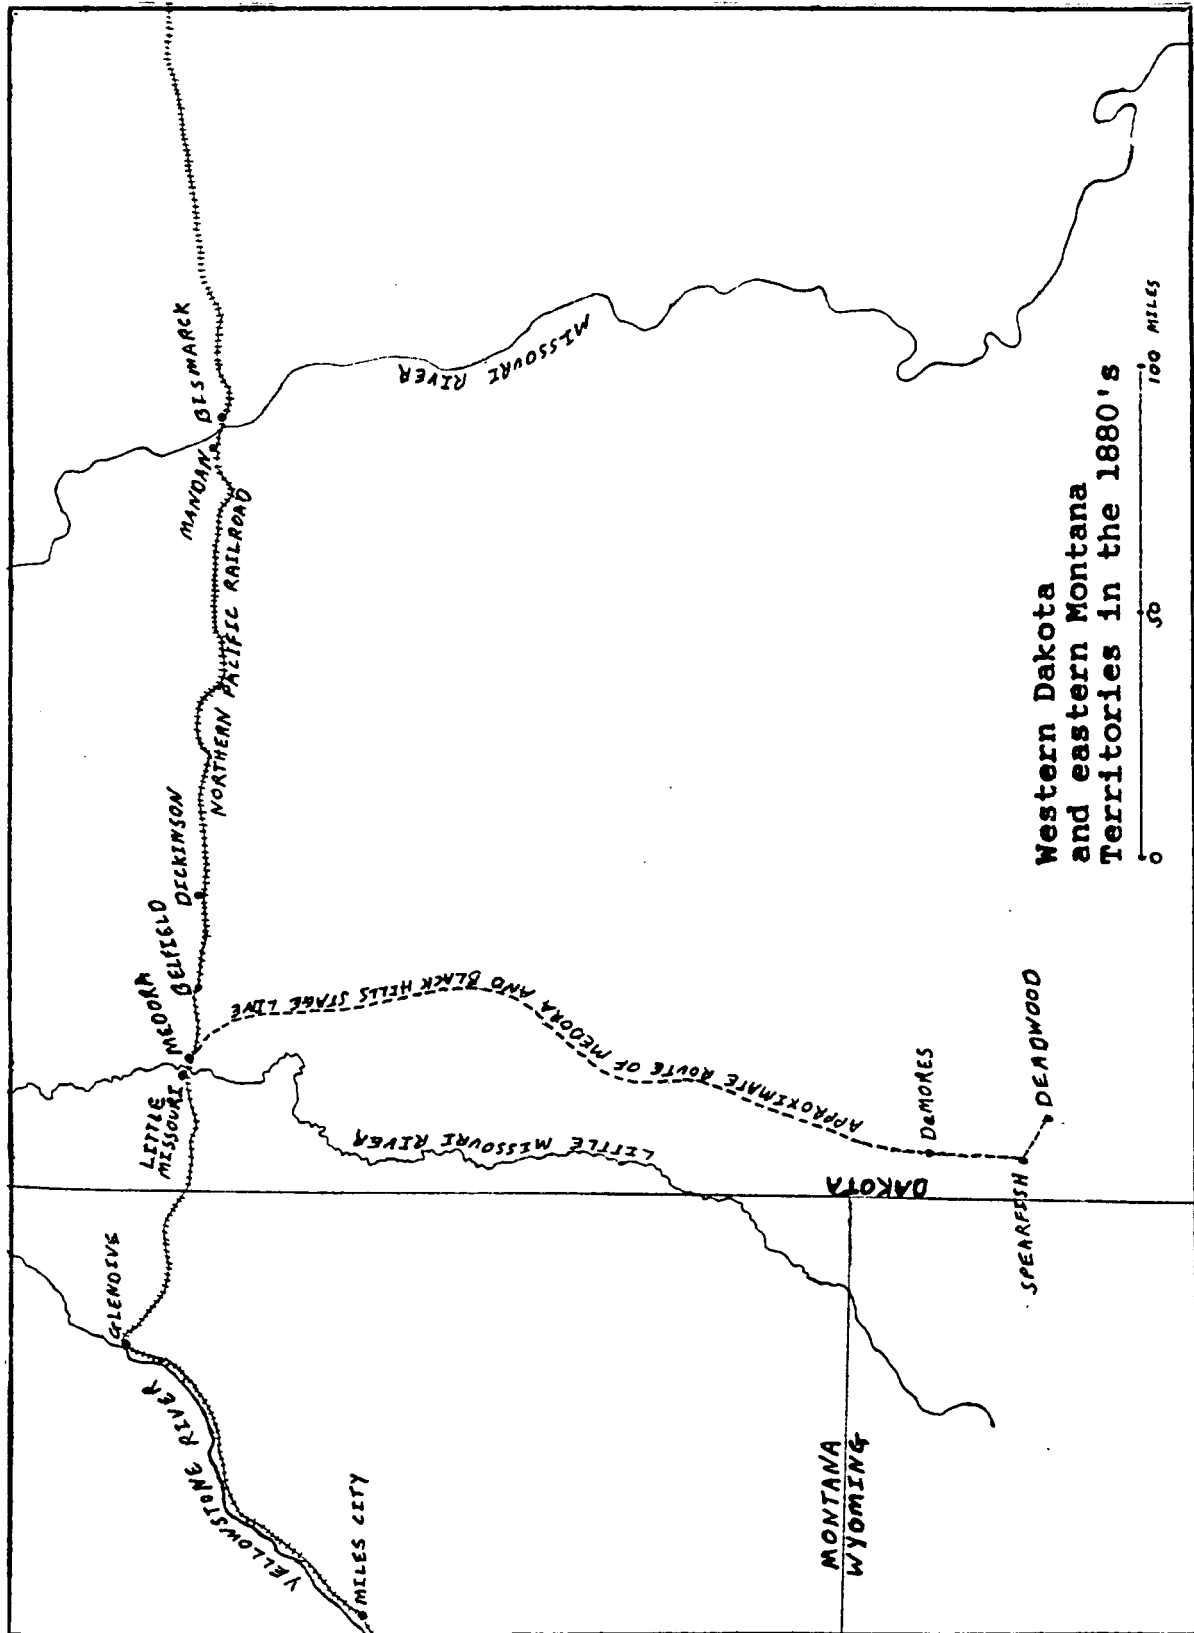 GLENDIVE
YELLOWSTONE RIVER
MILES CITY
LITTLE
MISSOURI
MEDORA
BELFIELD
DICKINSON
NORTHERN PACIFIC RAILROAD
MANDAN
BISMARCK
MISSOURI RIVER
LITTLE MISSOURI RIVER
APPROXIMATE ROUTE OF MEDORA AND BLACK HILLS STAGE LINE
MONTANA
WYOMING
DAKOTA
DeMORES
SPEARFISH
DEADWOOD
Western Dakota
and eastern Montana
Territories in the 1880's
0 50 100 MILES